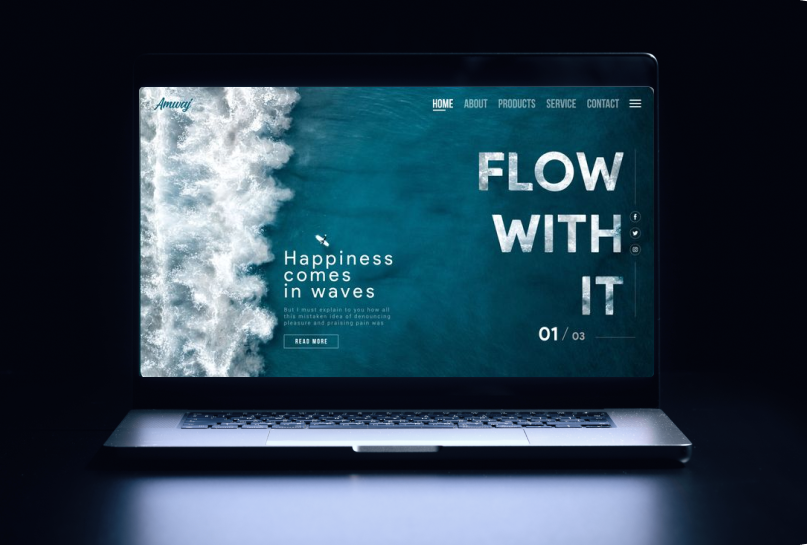 Amwaj
HOME ABOUT PRODUCTS SERVICE CONTACT
FLOW
WITH
IT
Happiness
comes
in waves
But I must explain to you how all
this mistaken idea of denouncing
pleasure and praising pain was
READ MORE
01 / 03